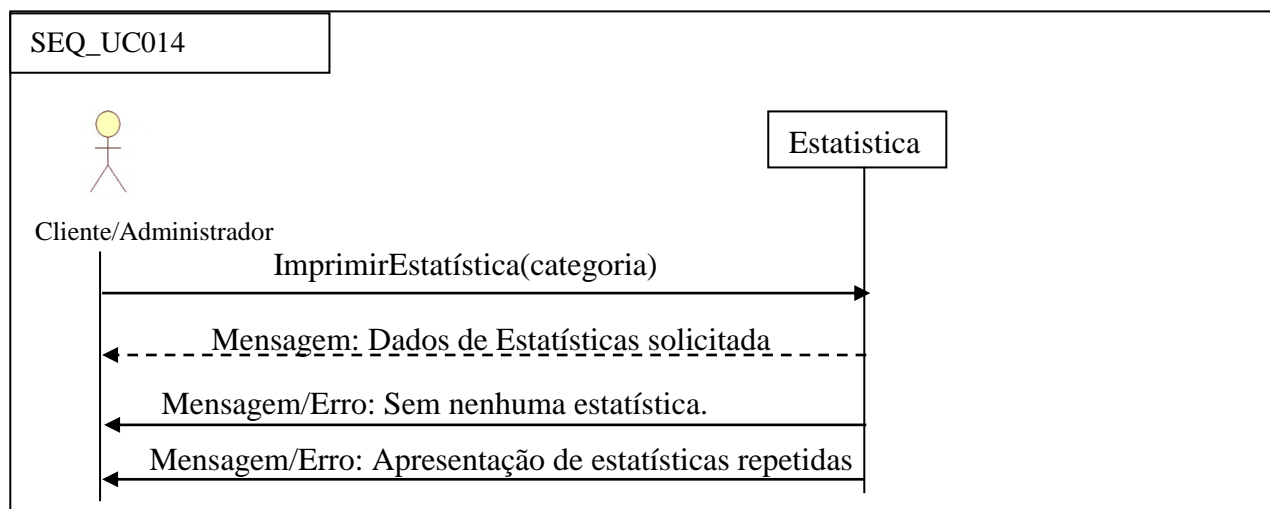 SEQ_UC014
Estatistica
Cliente/Administrador
ImprimirEstatística(categoria)
Mensagem: Dados de Estatísticas solicitada
Mensagem/Erro: Sem nenhuma estatística.
Mensagem/Erro: Apresentação de estatísticas repetidas